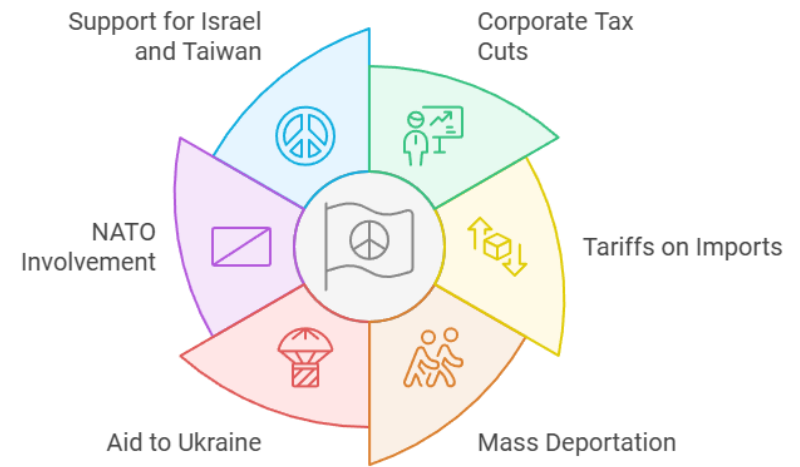 Support for Israel
and Taiwan
Corporate Tax
Cuts
NATO
Involvement
Tariffs on Imports
Aid to Ukraine
Mass Deportation